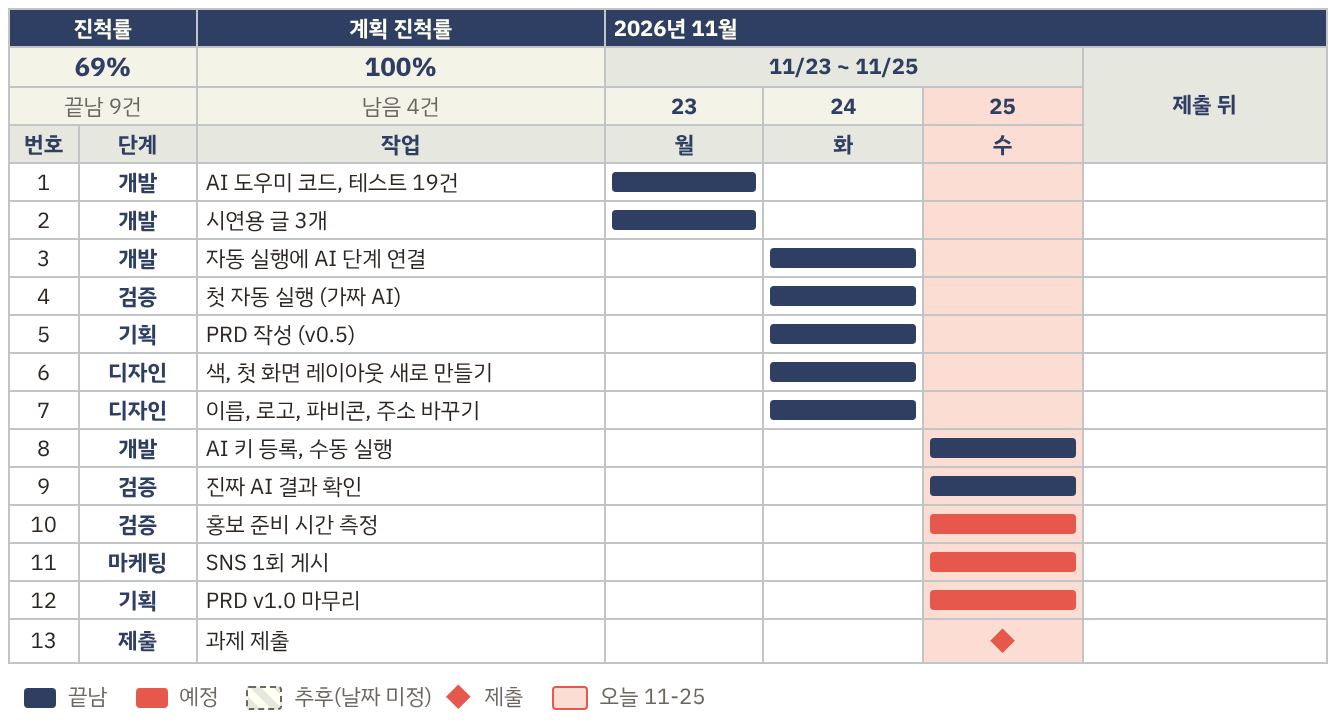 진척률 계획 진척률 2026년 11월
69% 100% 11/23 ~ 11/25 제출 뒤
끝남 9건 남음 4건 23 24 25
번호 단계 작업 월 화 수
1 개발 AI 도우미 코드, 테스트 19건
2 개발 시연용 글 3개
3 개발 자동 실행에 AI 단계 연결
4 검증 첫 자동 실행 (가짜 AI)
5 기획 PRD 작성 (v0.5)
6 디자인 색, 첫 화면 레이아웃 새로 만들기
7 디자인 이름, 로고, 파비콘, 주소 바꾸기
8 개발 AI 키 등록, 수동 실행
9 검증 진짜 AI 결과 확인
10 검증 홍보 준비 시간 측정
11 마케팅 SNS 1회 게시
12 기획 PRD v1.0 마무리
13 제출 과제 제출
끝남 예정 추후(날짜 미정) 제출 오늘 11-25